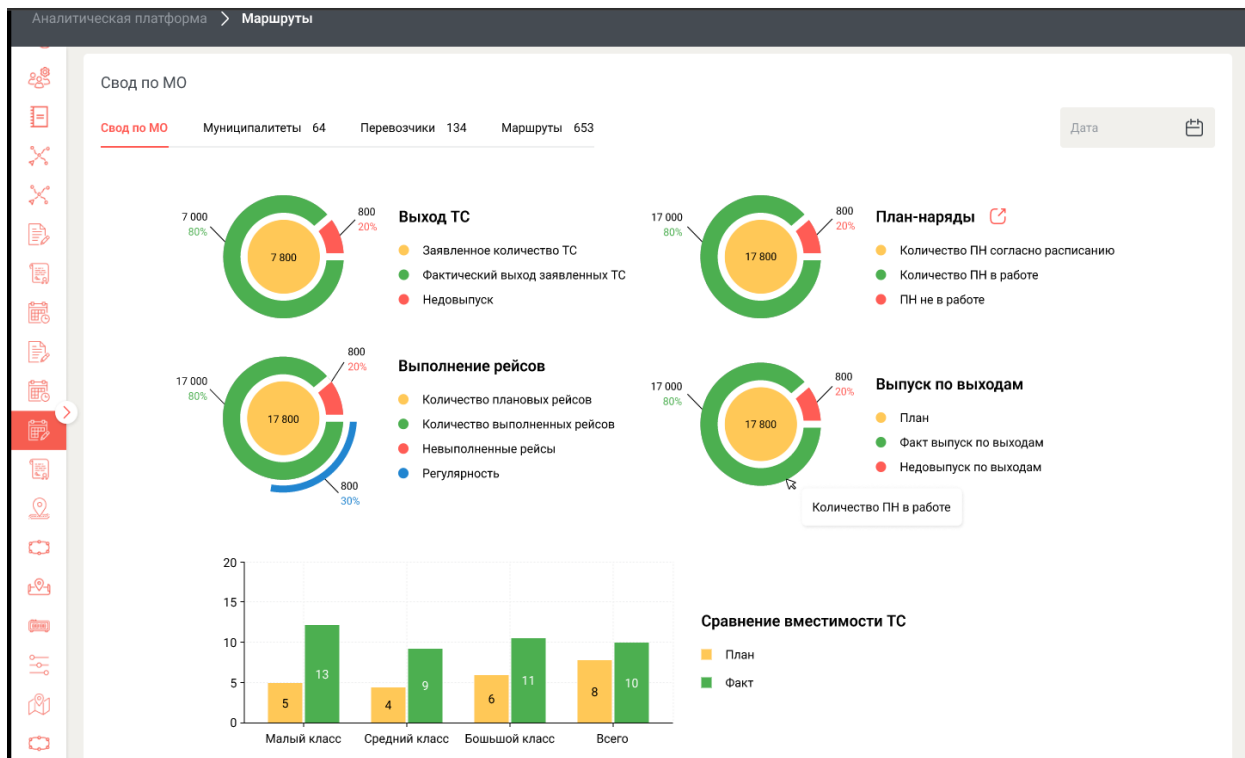 Аналитическая платформа > Маршруты
Свод по МО
Свод по МО Муниципалитеты 64 Перевозчики 134 Маршруты 653
Дата
7 000
80%
800
20%
7 800
Выход ТС
Заявленное количество ТС
Фактический выход заявленных ТС
Недовыпуск
17 000
80%
800
20%
17 800
План-наряды
Количество ПН согласно расписанию
Количество ПН в работе
ПН не в работе
17 000
80%
800
20%
17 800
800
30%
Выполнение рейсов
Количество плановых рейсов
Количество выполненных рейсов
Невыполненные рейсы
Регулярность
17 000
80%
800
20%
17 800
Выпуск по выходам
План
Факт выпуск по выходам
Недовыпуск по выходам
Количество ПН в работе
20
15
10
5
0
5
13
4
9
6
11
8
10
Малый класс Средний класс Бошьшой класс Всего
Сравнение вместимости ТС
План
Факт